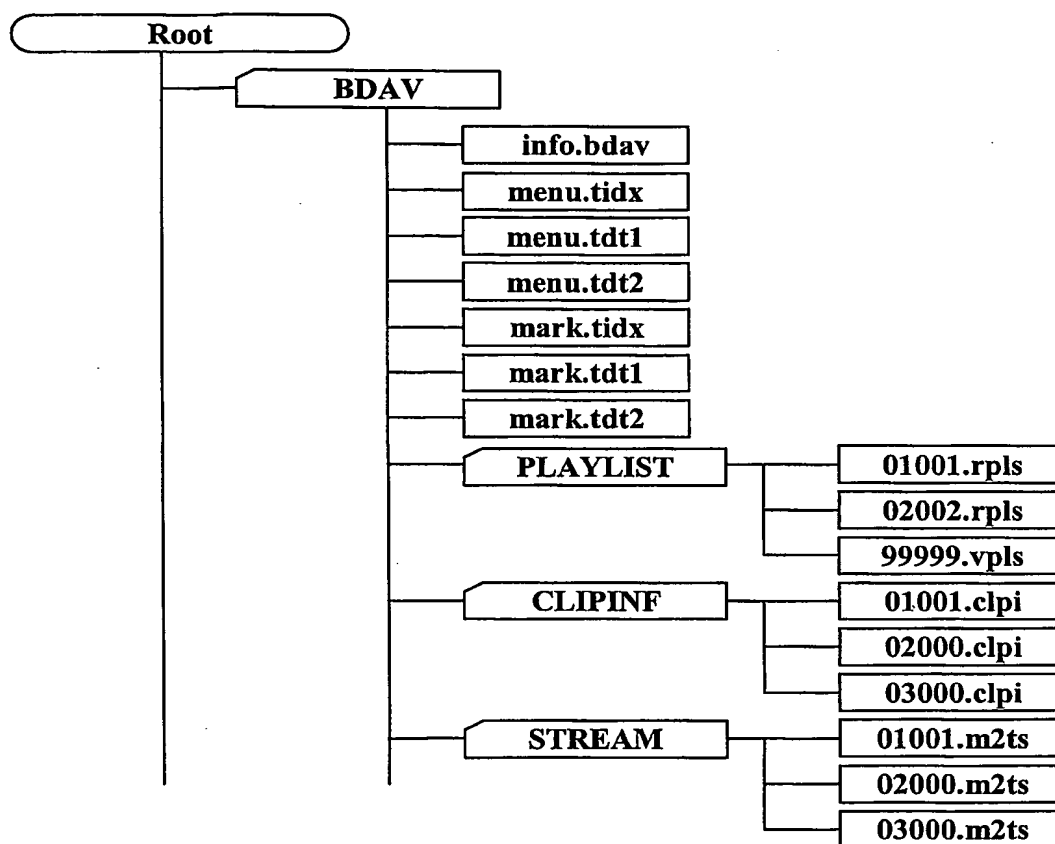 Root
BDAV
info.bdav
menu.tidx
menu.tdt1
menu.tdt2
mark.tidx
mark.tdt1
mark.tdt2
PLAYLIST
01001.rpls
02002.rpls
99999.vpls
CLIPINF
01001.clpi
02000.clpi
03000.clpi
STREAM
01001.m2ts
02000.m2ts
03000.m2ts